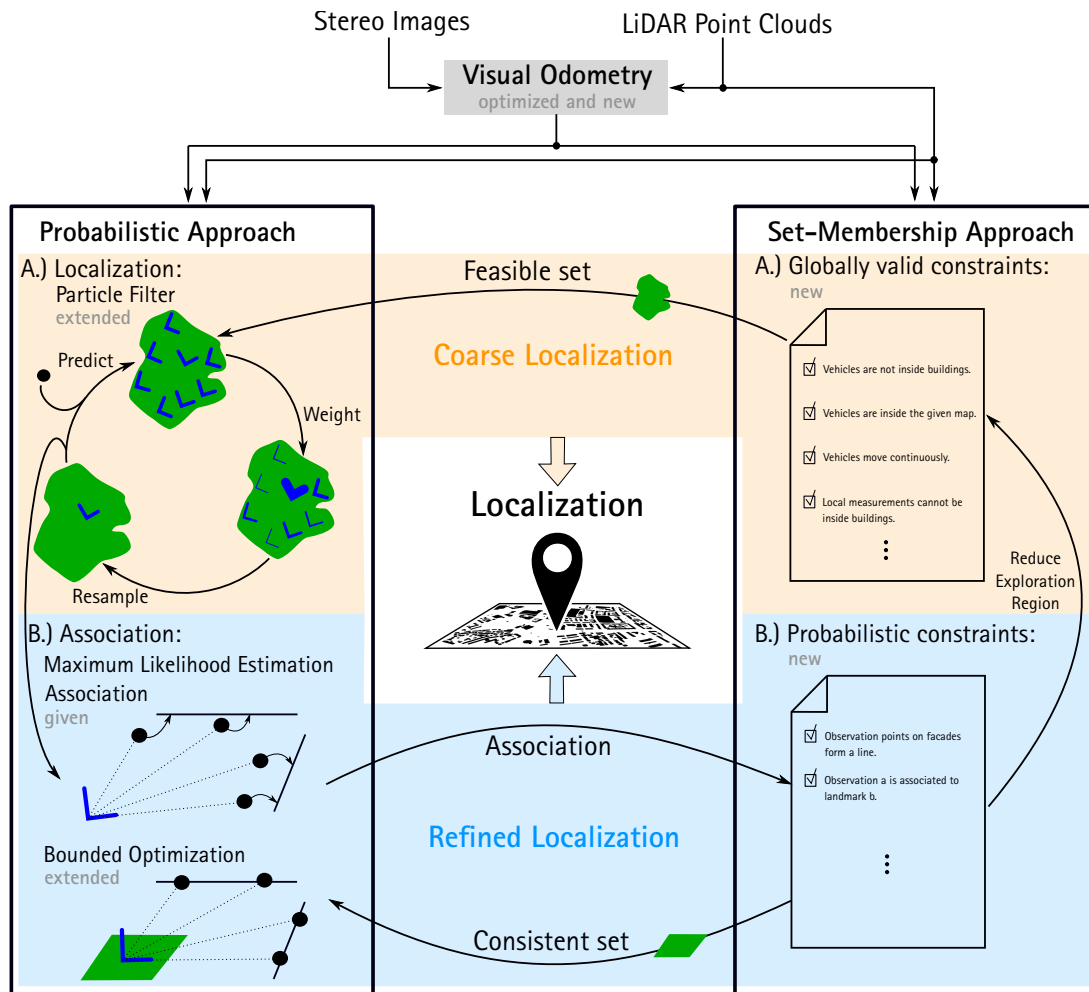 Stereo Images
LiDAR Point Clouds
Visual Odometry
optimized and new
Probabilistic Approach
A.) Localization:
Particle Filter
extended
Predict
Weight
Resample
B.) Association:
Maximum Likelihood Estimation
Association
given
Bounded Optimization
extended
Feasible set
Coarse Localization
Localization
Association
Refined Localization
Consistent set
Set-Membership Approach
A.) Globally valid constraints:
new
Vehicles are not inside buildings.
Vehicles are inside the given map.
Vehicles move continuously.
Local measurements cannot be
inside buildings.
Reduce
Exploration
Region
B.) Probabilistic constraints:
new
Observation points on facades
form a line.
Observation a is associated to
landmark b.